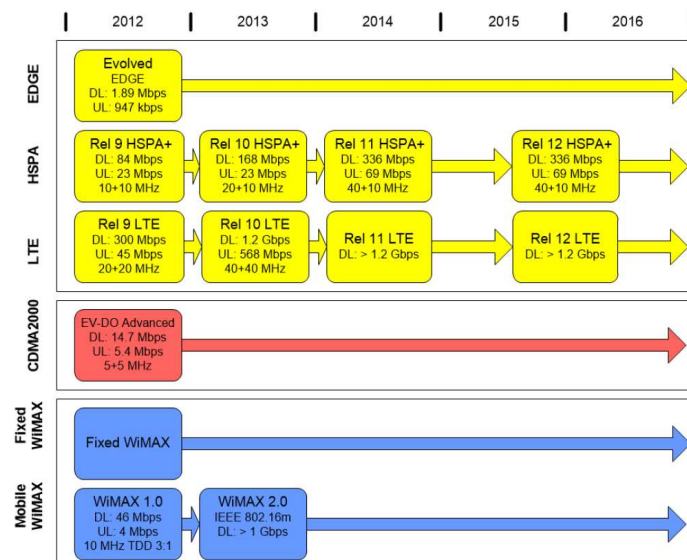 2012 2013 2014 2015 2016
EDGE
Evolved
EDGE
DL: 1.89 Mbps
UL: 947 kbps
HSPA
Rel 9 HSPA+
DL: 84 Mbps
UL: 23 Mbps
10+10 MHz
Rel 10 HSPA+
DL: 168 Mbps
UL: 23 Mbps
20+10 MHz
Rel 11 HSPA+
DL: 336 Mbps
UL: 69 Mbps
40+10 MHz
Rel 12 HSPA+
DL: 336 Mbps
UL: 69 Mbps
40+10 MHz
LTE
Rel 9 LTE
DL: 300 Mbps
UL: 45 Mbps
20+20 MHz
Rel 10 LTE
DL: 1.2 Gbps
UL: 568 Mbps
40+40 MHz
Rel 11 LTE
DL: > 1.2 Gbps
Rel 12 LTE
DL: > 1.2 Gbps
CDMA2000
EV-DO Advanced
DL: 14.7 Mbps
UL: 5.4 Mbps
5+5 MHz
Fixed
WiMAX
Fixed WiMAX
Mobile
WiMAX
WiMAX 1.0
DL: 46 Mbps
UL: 4 Mbps
10 MHz TDD 3:1
WiMAX 2.0
IEEE 802.16m
DL: > 1 Gbps